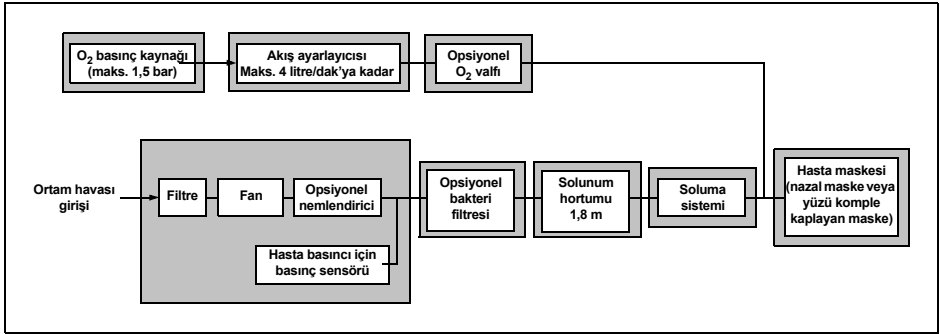 O₂ basınç kaynağı
(maks. 1,5 bar)
Akış ayarlayıcısı
Maks. 4 litre/dak'ya kadar
Opsiyonel
O₂ valfı
Ortam havası
girişi
Filtre
Fan
Opsiyonel
nemlendirici
Hasta basıncı için
basınç sensörü
Opsiyonel
bakteri
filtresi
Solunum
hortumu
1,8 m
Soluma
sistemi
Hasta maskesi
(nazal maske veya
yüzü komple
kaplayan maske)